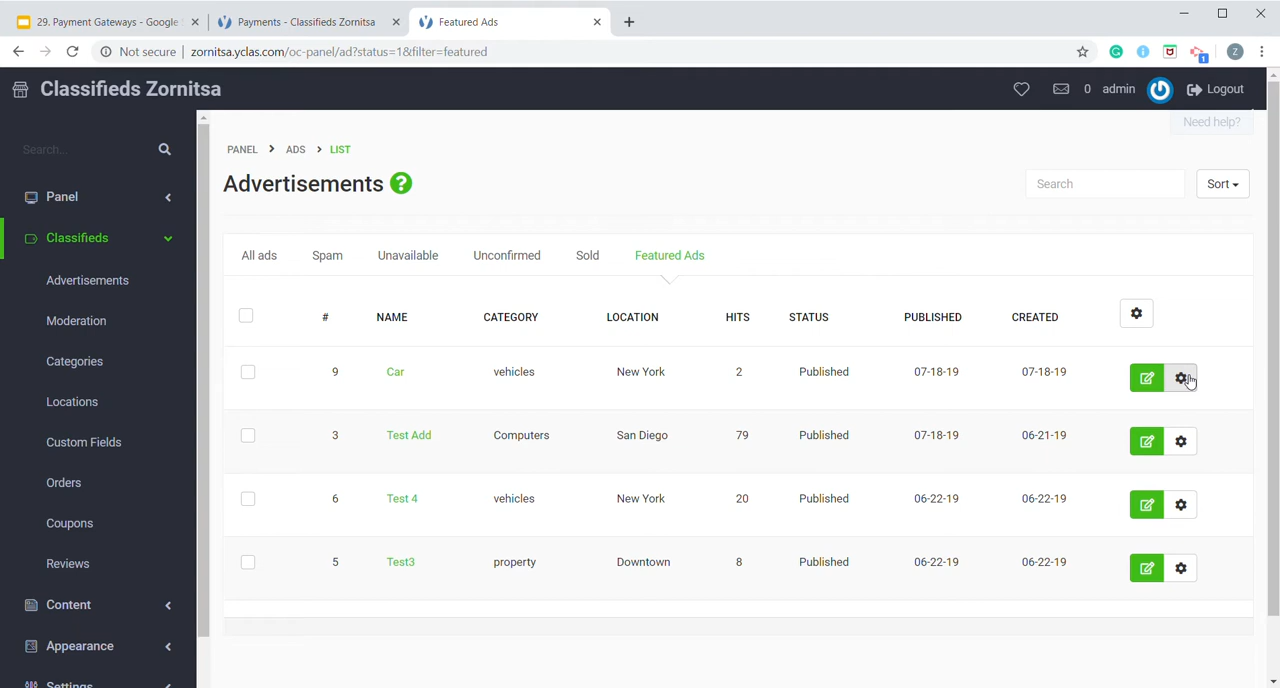 29. Payment Gateways - Google
Payments - Classifieds Zornitsa
Featured Ads
Not secure | zornitsa.yclas.com/oc-panel/ad?status=1&filter=featured
1
Z
Classifieds Zornitsa
0 admin
Logout
Need help?
Search...
Panel
Classifieds
Advertisements
Moderation
Categories
Locations
Custom Fields
Orders
Coupons
Reviews
Content
Appearance
Settings
PANEL > ADS > LIST
Advertisements ?
Search
Sort
All ads Spam Unavailable Unconfirmed Sold Featured Ads
# NAME CATEGORY LOCATION HITS STATUS PUBLISHED CREATED
9 Car vehicles New York 2 Published 07-18-19 07-18-19
3 Test Add Computers San Diego 79 Published 07-18-19 06-21-19
6 Test 4 vehicles New York 20 Published 06-22-19 06-22-19
5 Test3 property Downtown 8 Published 06-22-19 06-22-19